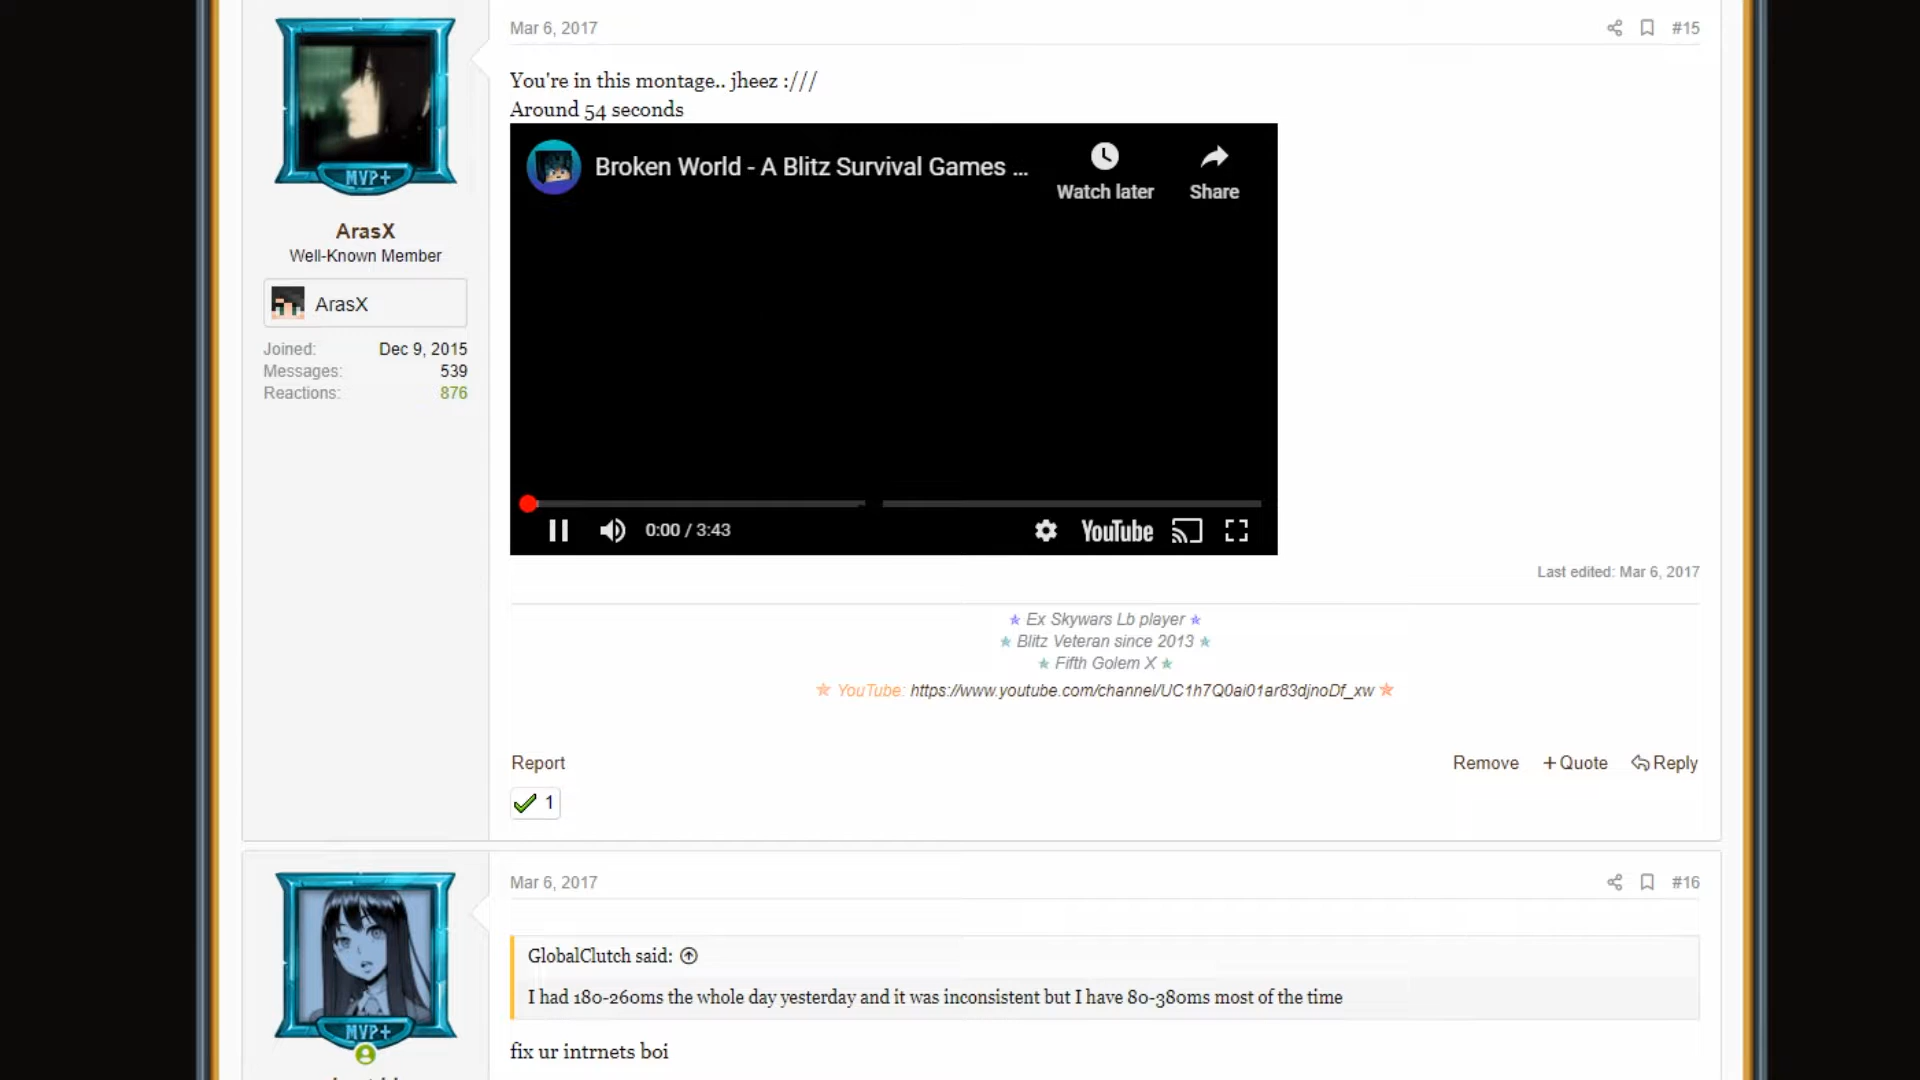 Mar 6, 2017
#15
You're in this montage.. jheez :///
Around 54 seconds
Broken World - A Blitz Survival Games ...
Watch later
Share
0:00 / 3:43
YouTube
MVP+
ArasX
Well-Known Member
ArasX
Joined: Dec 9, 2015
Messages: 539
Reactions: 876
Last edited: Mar 6, 2017
Ex Skywars Lb player
Blitz Veteran since 2013
Fifth Golem X
YouTube: https://www.youtube.com/channel/UC1h7Q0ai01ar83djnoDf_xw
Report
Remove
+Quote
Reply
1
Mar 6, 2017
#16
GlobalClutch said:
I had 180-260ms the whole day yesterday and it was inconsistent but I have 80-380ms most of the time
fix ur intrnets boi
MVP+